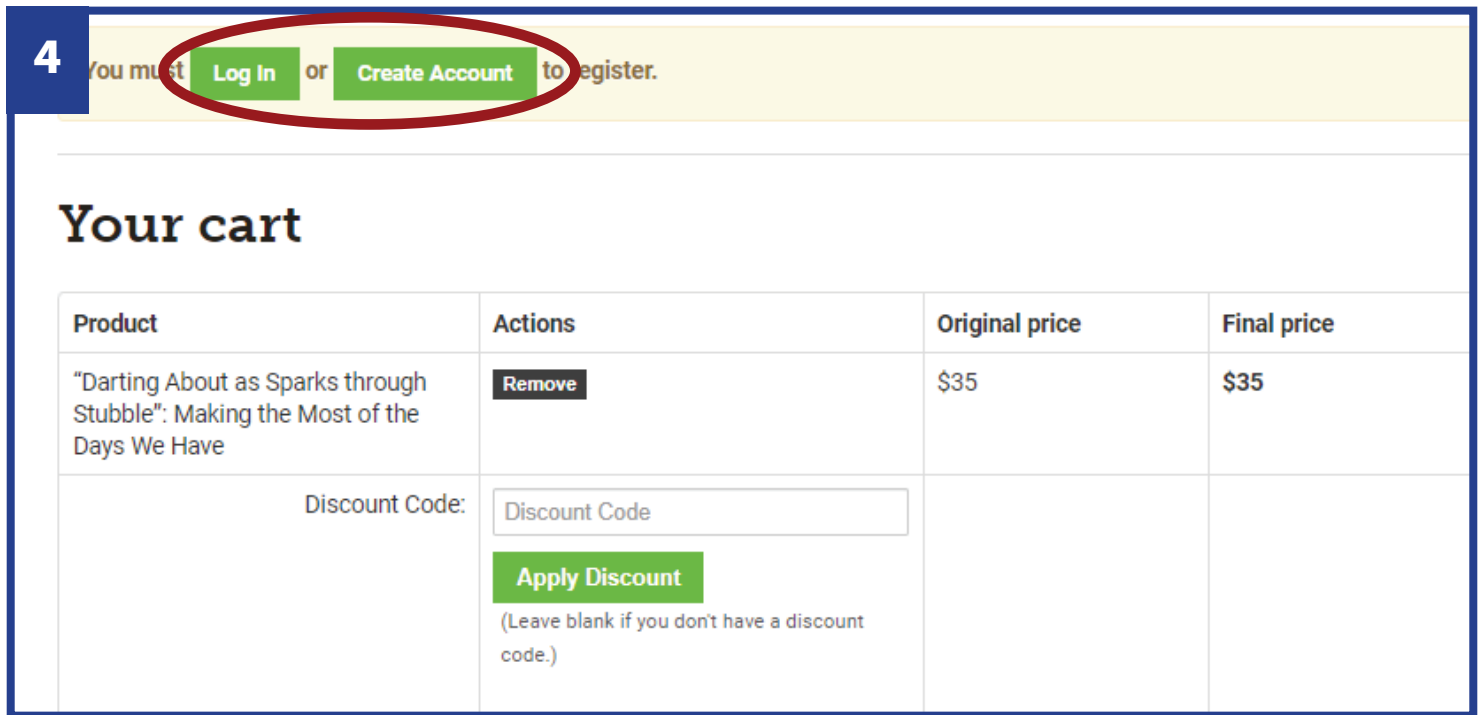 4
You must Log In or Create Account to register.
Your cart
Product Actions Original price Final price
“Darting About as Sparks through Remove $35 $35
Stubble”: Making the Most of the
Days We Have
Discount Code: Discount Code
Apply Discount
(Leave blank if you don't have a discount
code.)